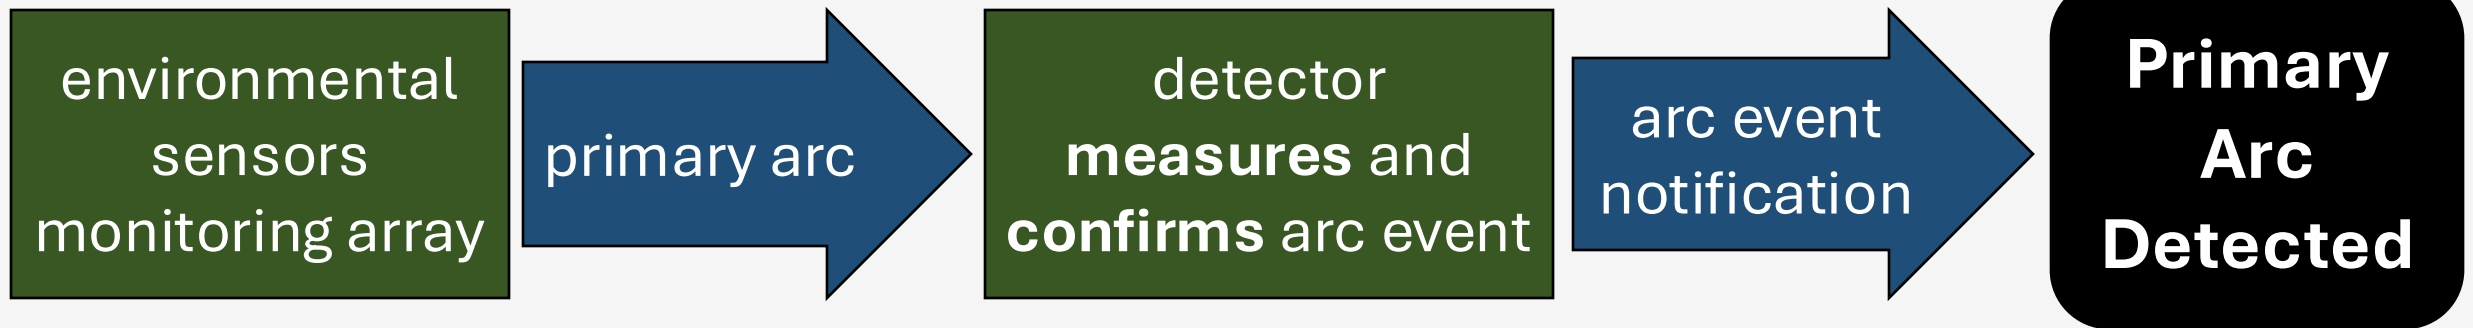 environmental
sensors
monitoring array
primary arc
detector
measures and
confirms arc event
arc event
notification
Primary
Arc
Detected